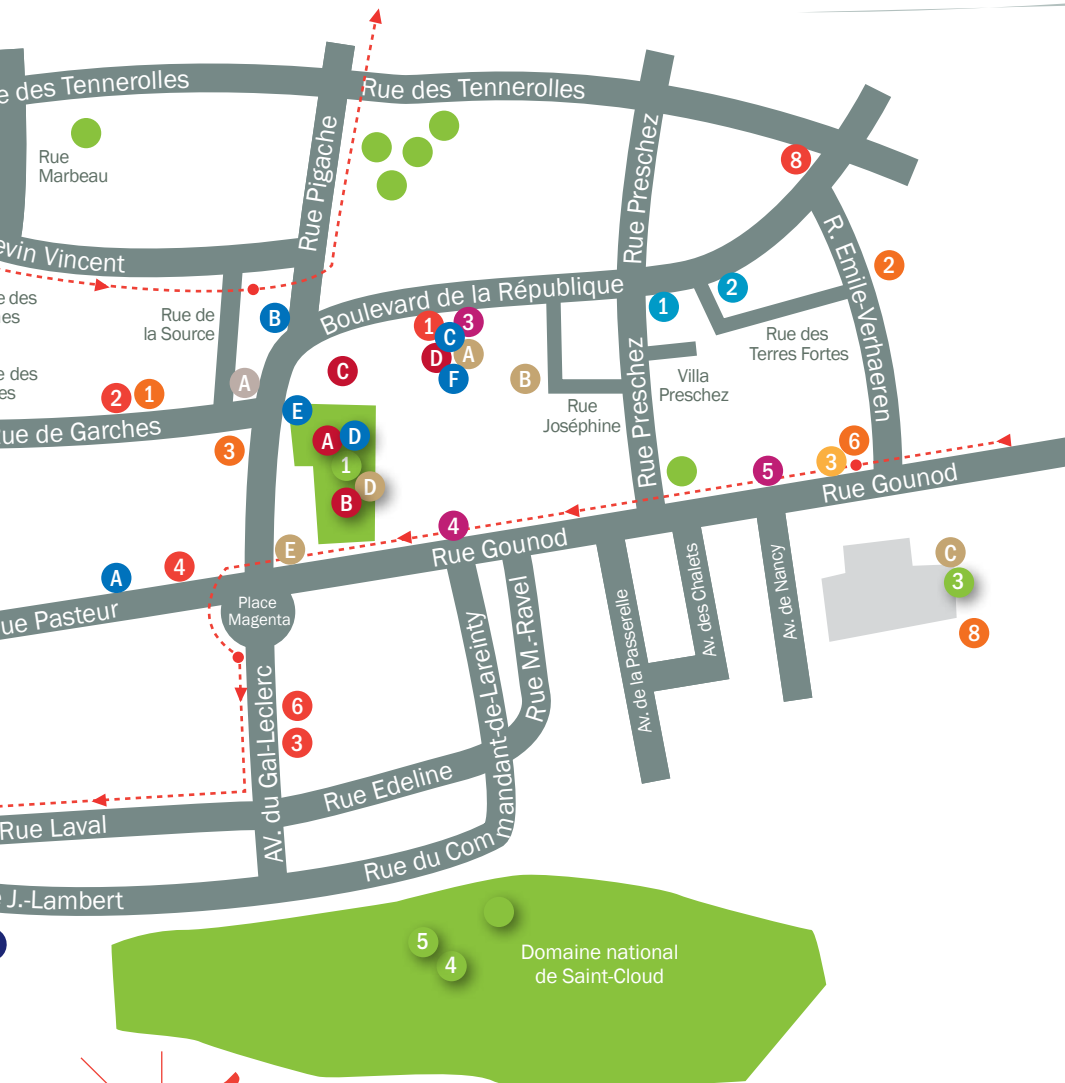 e des Tennerolles
Rue des Tennerolles
Rue
Marbeau
Rue Pigache
Rue Preschez
8
R. Emile-Verhaeren
2
evin Vincent
Boulevard de la République
2
1
e des
es
Rue de
la Source
B
1
3
C
D
A
F
B
C
A
Rue des
Terres Fortes
Villa
Preschez
Rue
Joséphine
Rue Preschez
e des
es
2
1
E
ue de Garches
3
A
D
1
D
B
6
3
5
Rue Gounod
4
Rue Gounod
E
4
A
ue Pasteur
Place
Magenta
Av. de la Passerelle
Av. des Chalets
Av. de Nancy
C
3
8
Rue M.-Ravel
AV. du Gal-Leclerc
6
3
Rue Edeline
Rue Laval
Rue du Commandant-de-Lareinty
J.-Lambert
5
4
Domaine national
de Saint-Cloud